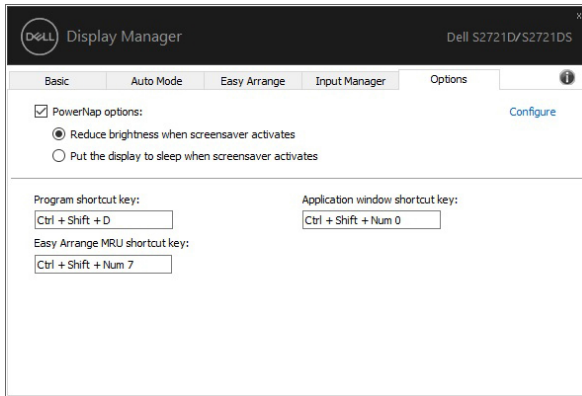 DELL Display Manager
Dell S2721D/S2721DS
Basic
Auto Mode
Easy Arrange
Input Manager
Options
PowerNap options:
Configure
Reduce brightness when screensaver activates
Put the display to sleep when screensaver activates
Program shortcut key:
Application window shortcut key:
Ctrl + Shift + D
Ctrl + Shift + Num 0
Easy Arrange MRU shortcut key:
Ctrl + Shift + Num 7